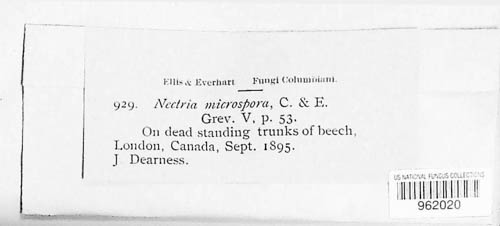 Ellis & Everhart Fungi Columbiani.
929. Nectria microspora, C. & E.
Grev. V, p. 53.
On dead standing trunks of beech,
London, Canada, Sept. 1895.
J Dearness.
US NATIONAL FUNGUS COLLECTIONS
962020